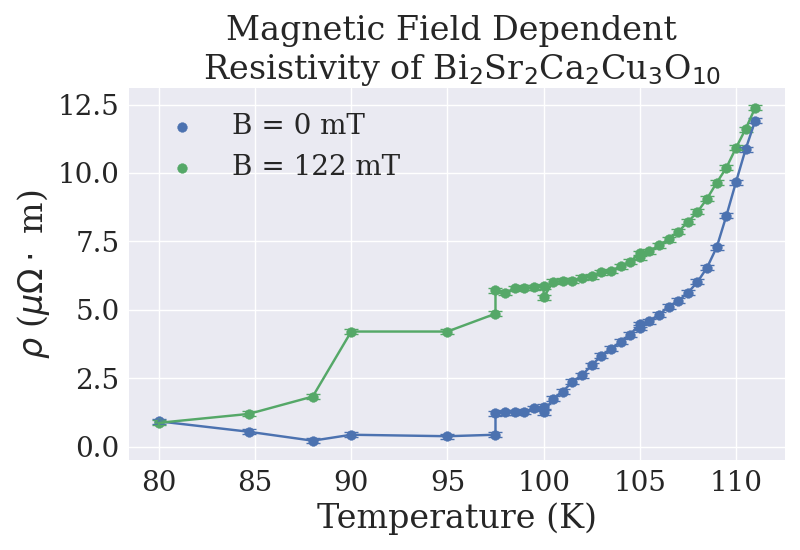 Magnetic Field Dependent
Resistivity of Bi₂Sr₂Ca₂Cu₃O₁₀
B = 0 mT
B = 122 mT
ρ (μΩ · m)
12.5
10.0
7.5
5.0
2.5
0.0
80 85 90 95 100 105 110
Temperature (K)